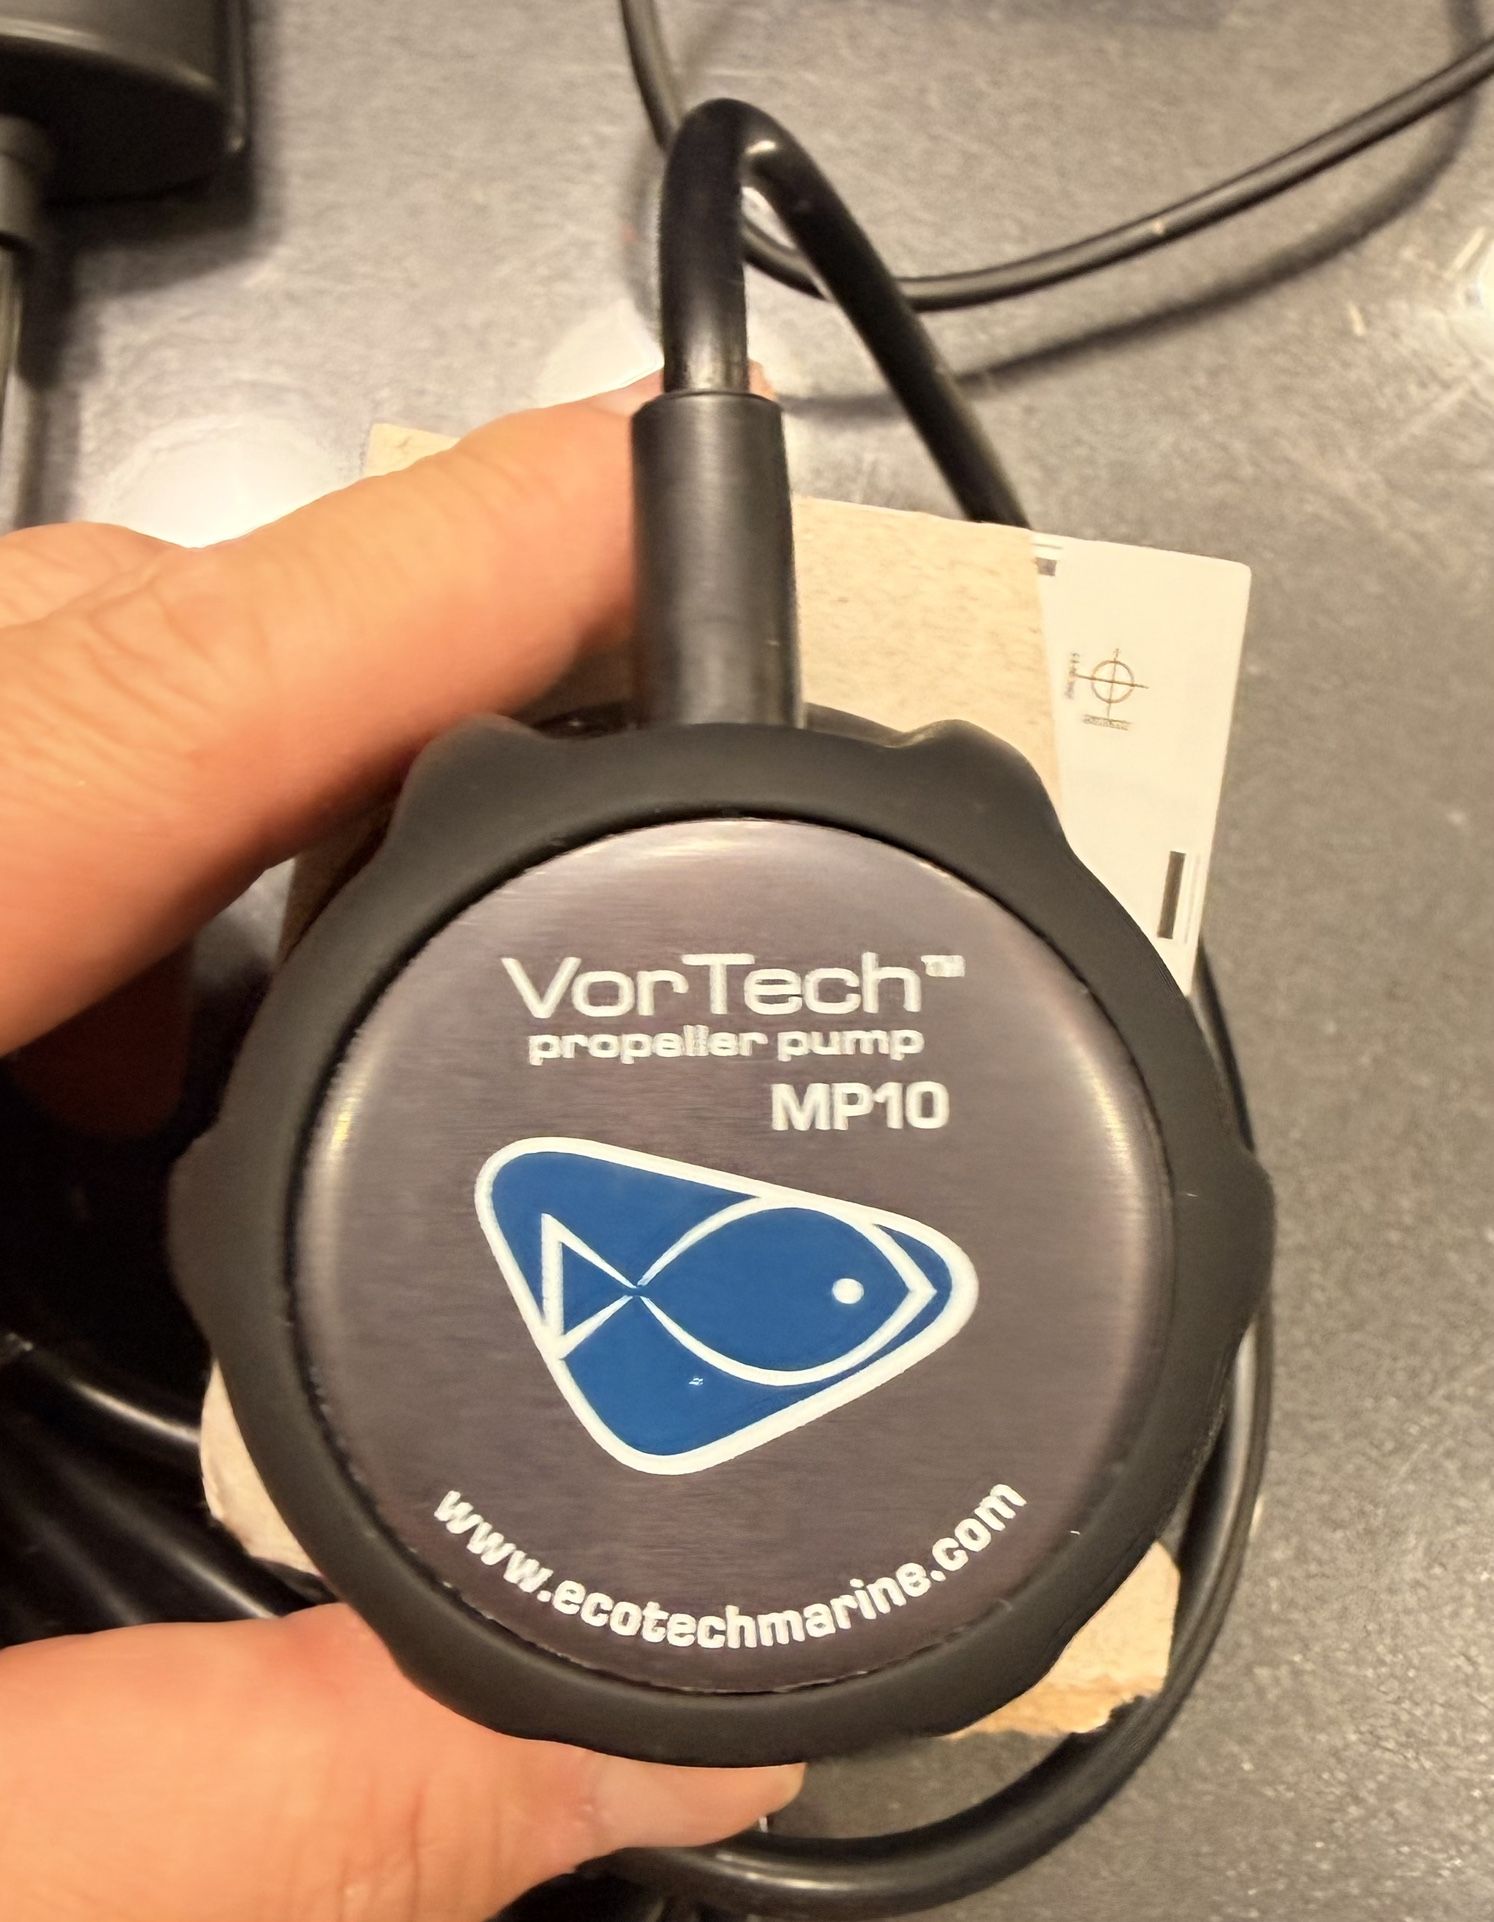 VorTech™
propeller pump
MP10
www.ecotechmarine.com